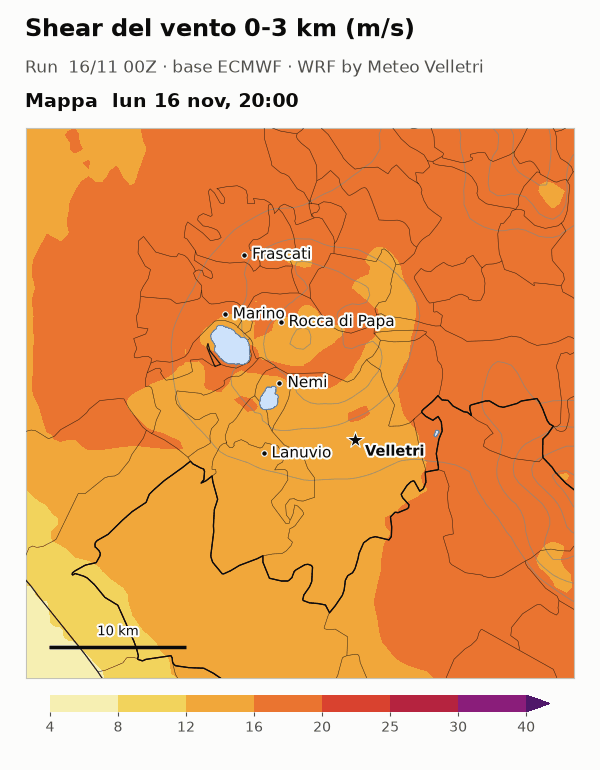 Shear del vento 0-3 km (m/s)
Run 16/11 00Z · base ECMWF · WRF by Meteo Velletri
Mappa lun 16 nov, 20:00
Frascati
Marino
Rocca di Papa
Nemi
Velletri
Lanuvio
10 km
4 8 12 16 20 25 30 40